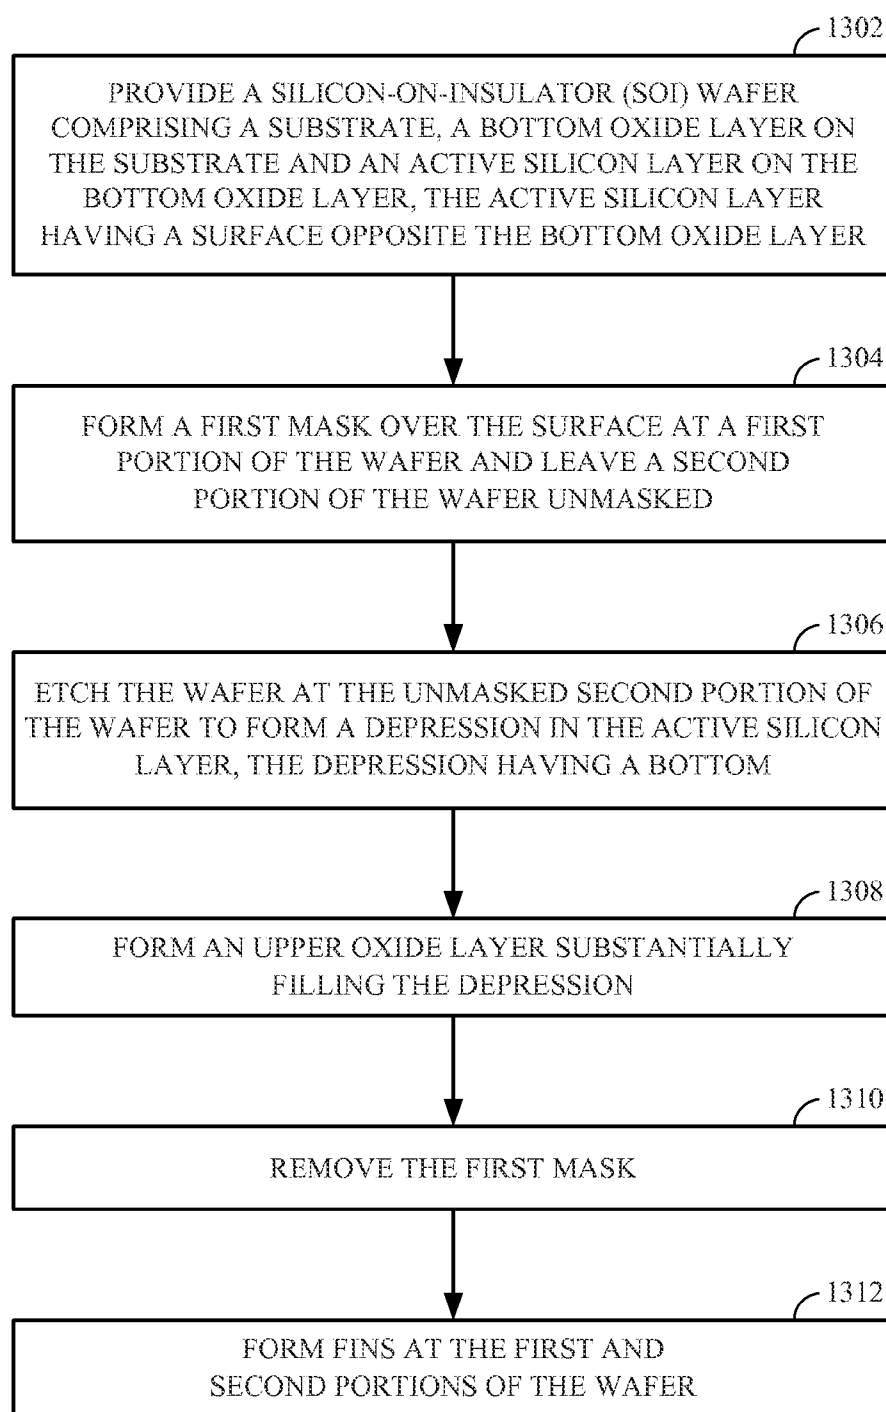 1302
PROVIDE A SILICON-ON-INSULATOR (SOI) WAFER
COMPRISING A SUBSTRATE, A BOTTOM OXIDE LAYER ON
THE SUBSTRATE AND AN ACTIVE SILICON LAYER ON THE
BOTTOM OXIDE LAYER, THE ACTIVE SILICON LAYER
HAVING A SURFACE OPPOSITE THE BOTTOM OXIDE LAYER
1304
FORM A FIRST MASK OVER THE SURFACE AT A FIRST
PORTION OF THE WAFER AND LEAVE A SECOND
PORTION OF THE WAFER UNMASKED
1306
ETCH THE WAFER AT THE UNMASKED SECOND PORTION OF
THE WAFER TO FORM A DEPRESSION IN THE ACTIVE SILICON
LAYER, THE DEPRESSION HAVING A BOTTOM
1308
FORM AN UPPER OXIDE LAYER SUBSTANTIALLY
FILLING THE DEPRESSION
1310
REMOVE THE FIRST MASK
1312
FORM FINS AT THE FIRST AND
SECOND PORTIONS OF THE WAFER